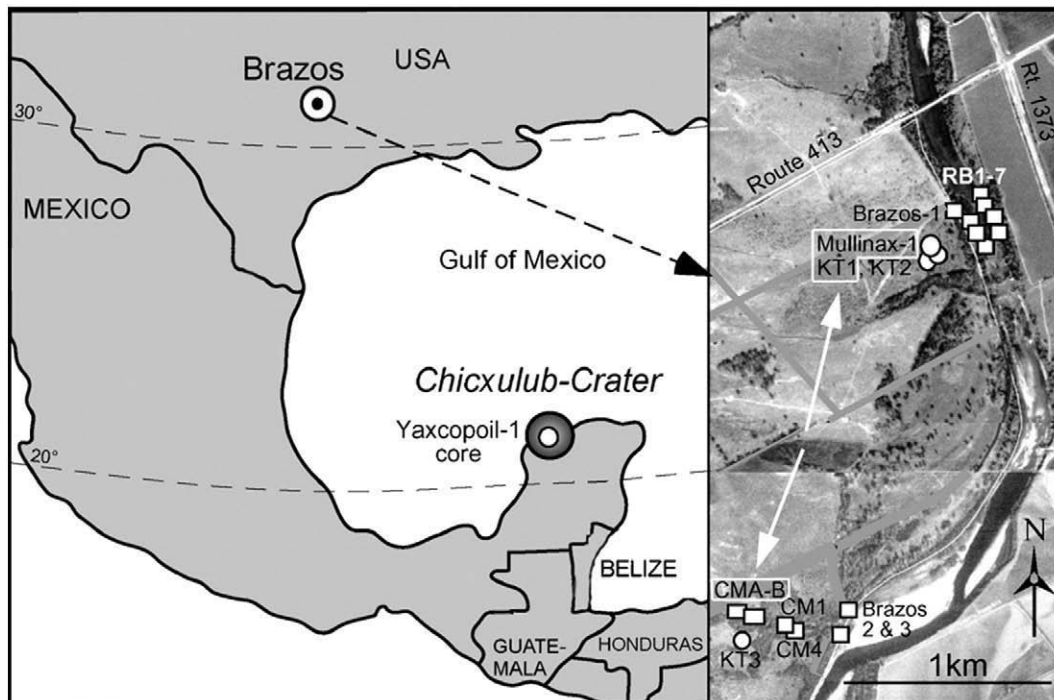 USA
Brazos
30°
MEXICO
Gulf of Mexico
Chicxulub-Crater
Yaxcopoil-1
core
20°
BELIZE
GUATE-
MALA
HONDURAS
Rt. 1373
Route 413
RB1-7
Brazos-1
Mullinax-1
KT1, KT2
N
CMA-B
CM1
Brazos
2 & 3
KT3
CM4
1km